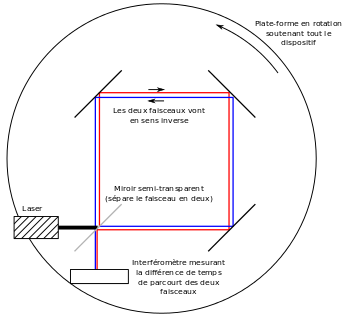 Plate-forme en rotation
soutenant tout le
dispositif
Les deux faisceaux vont
en sens inverse
Miroir semi-transparent
(sépare le faisceau en deux)
Laser
Interféromètre mesurant
la différence de temps
de parcourt des deux
faisceaux